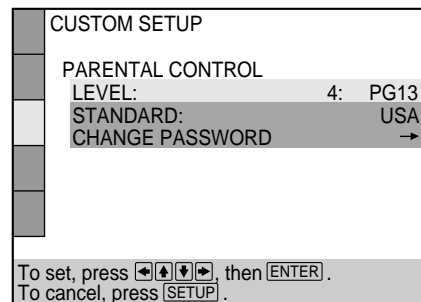 CUSTOM SETUP
PARENTAL CONTROL
LEVEL: 4: PG13
STANDARD: USA
CHANGE PASSWORD →
To set, press ←↑↓→, then ENTER.
To cancel, press SETUP.